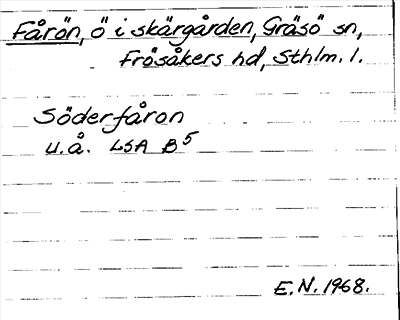 Fårön, ö i skärgården, Gräsö sn,
Frösåkers hd, Sthlm. l.
Söderfåron
U.å. LSA B5
E.N. 1968.